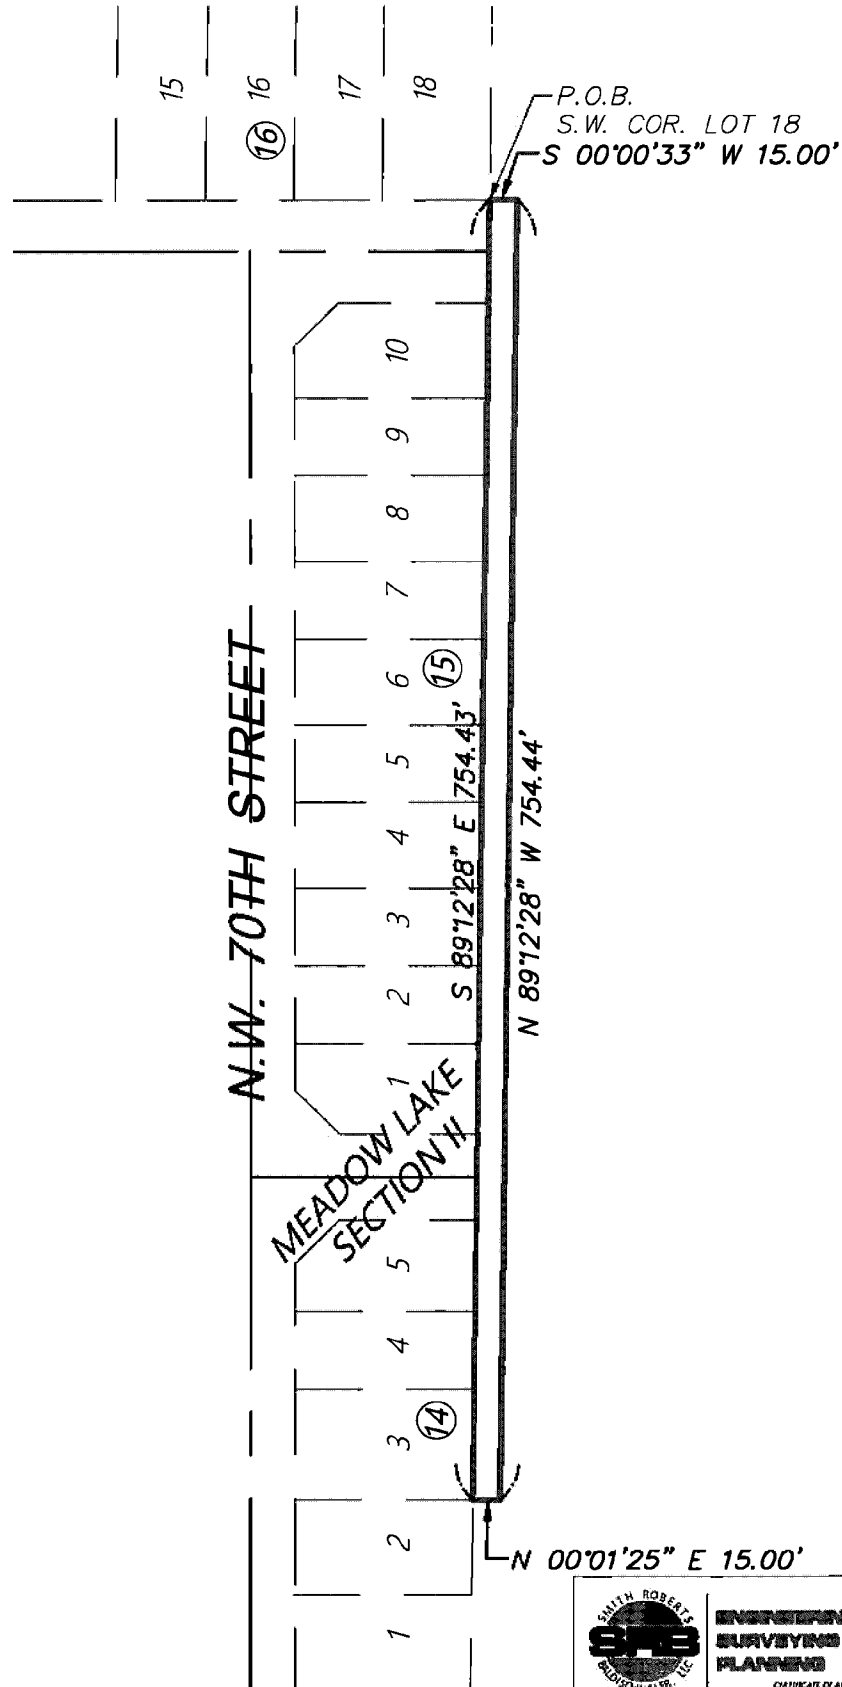 15
16
17
18
16
P.O.B.
S.W. COR. LOT 18
S 00°00'33" W 15.00'
10
9
8
7
6
15
5
4
3
2
1
N.W. 70TH STREET
S 89°12'28" E 754.43'
N 89°12'28" W 754.44'
MEADOW LAKE
SECTION II
5
4
3
14
2
1
N 00°01'25" E 15.00'
SMITH ROBERTS
SRB
SURVEYING
PLANNING